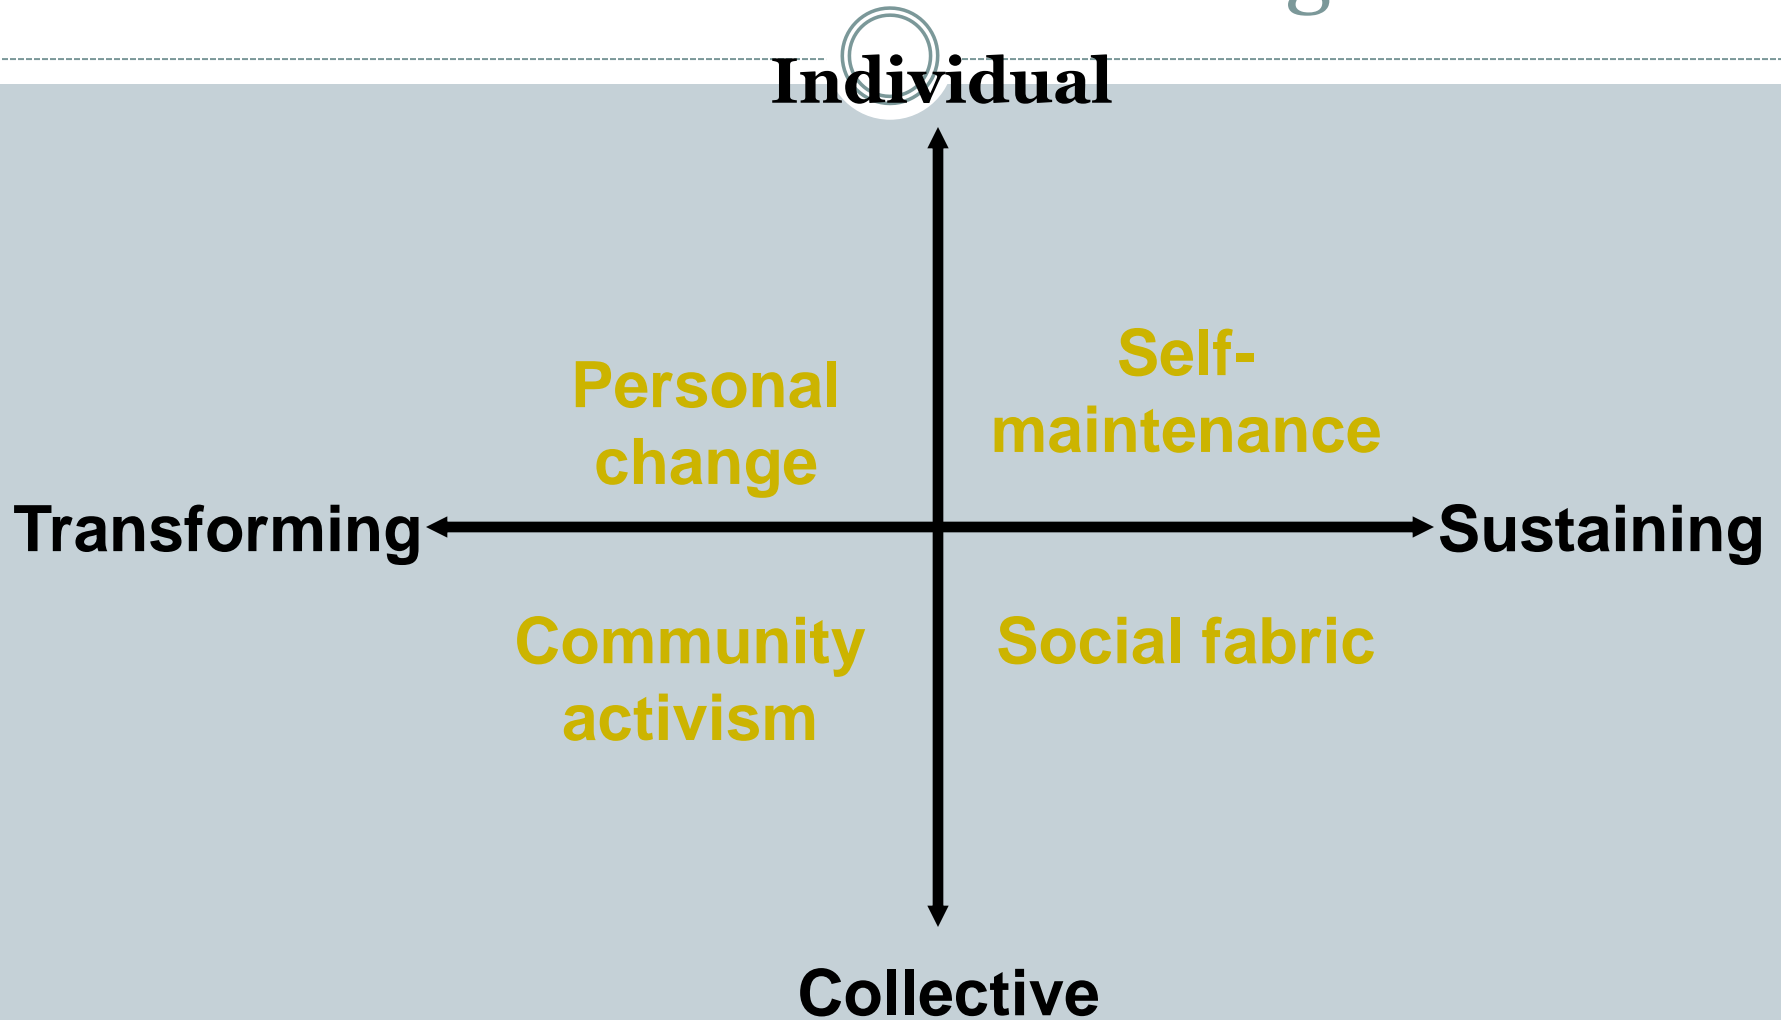 Individual
Self-
maintenance
Personal
change
Transforming
Sustaining
Community
activism
Social fabric
Collective